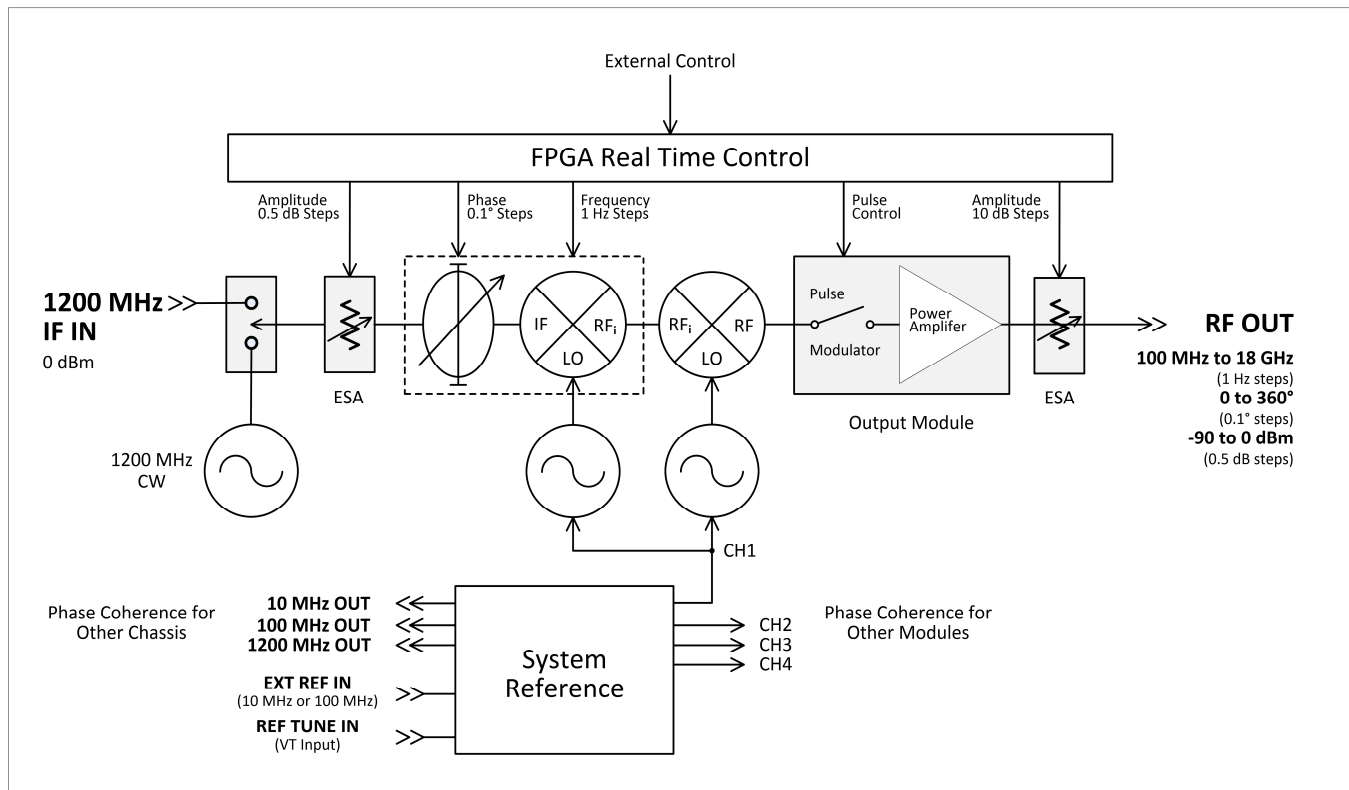 External Control
FPGA Real Time Control
Amplitude
0.5 dB Steps
Phase
0.1° Steps
Frequency
1 Hz Steps
Pulse
Control
Amplitude
10 dB Steps
1200 MHz
IF IN
0 dBm
ESA
IF
RFi
LO
RFi
RF
LO
Pulse
Modulator
Power
Amplifer
Output Module
ESA
RF OUT
100 MHz to 18 GHz
(1 Hz steps)
0 to 360°
(0.1° steps)
-90 to 0 dBm
(0.5 dB steps)
1200 MHz
CW
CH1
Phase Coherence for
Other Chassis
10 MHz OUT
100 MHz OUT
1200 MHz OUT
EXT REF IN
(10 MHz or 100 MHz)
REF TUNE IN
(VT Input)
System
Reference
CH2
CH3
CH4
Phase Coherence for
Other Modules